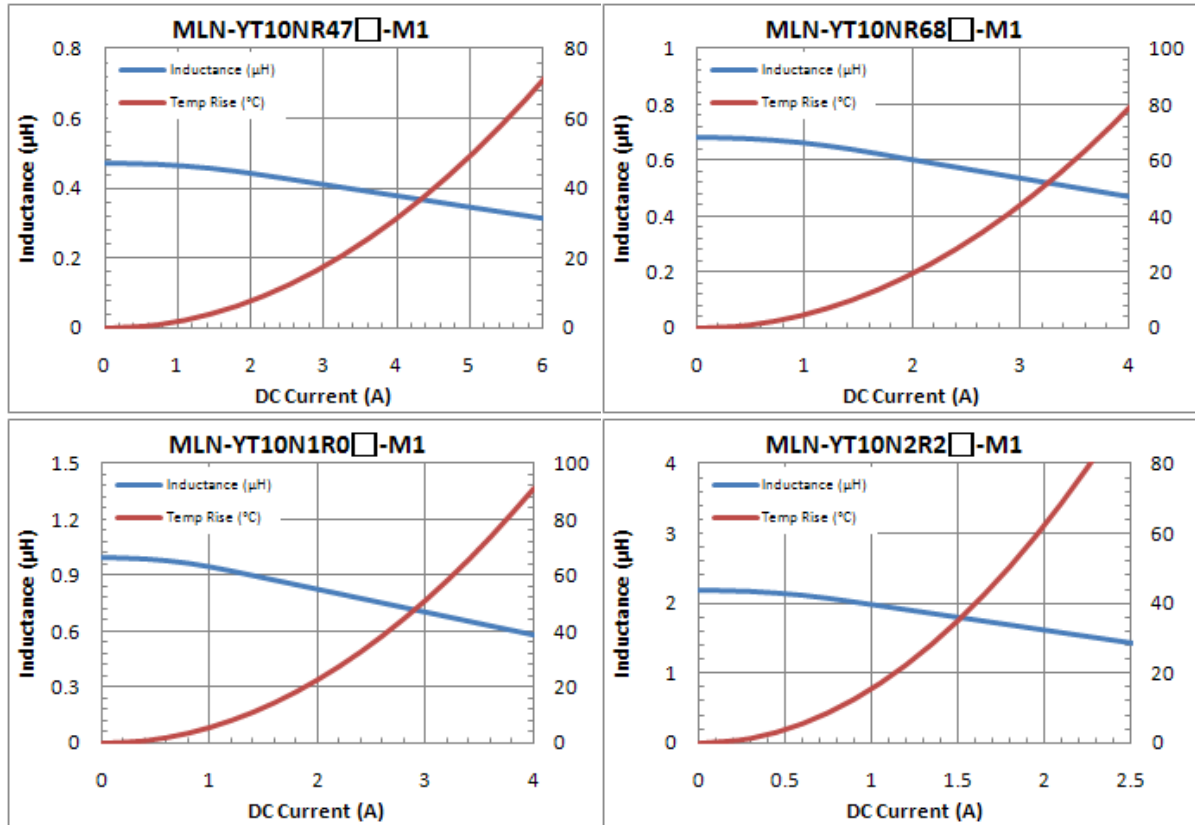 MLN-YT10NR47□-M1
Inductance (µH)
Temp Rise (°C)
Inductance (µH)
0.8
0.6
0.4
0.2
0
80
60
40
20
0
0 1 2 3 4 5 6
DC Current (A)
MLN-YT10NR68□-M1
Inductance (µH)
Temp Rise (°C)
Inductance (µH)
1
0.8
0.6
0.4
0.2
0
100
80
60
40
20
0
0 1 2 3 4
DC Current (A)
MLN-YT10N1R0□-M1
Inductance (µH)
Temp Rise (°C)
Inductance (µH)
1.5
1.2
0.9
0.6
0.3
0
100
80
60
40
20
0
0 1 2 3 4
DC Current (A)
MLN-YT10N2R2□-M1
Inductance (µH)
Temp Rise (°C)
Inductance (µH)
4
3
2
1
0
80
60
40
20
0
0 0.5 1 1.5 2 2.5
DC Current (A)